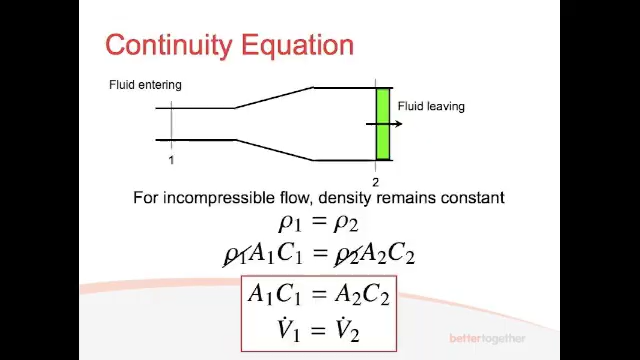 Continuity Equation
Fluid entering
Fluid leaving
1
2
For incompressible flow, density remains constant
ρ₁ = ρ₂
ρ₁A₁C₁ = ρ₂A₂C₂
A₁C₁ = A₂C₂
V̇₁ = V̇₂
bettertogether